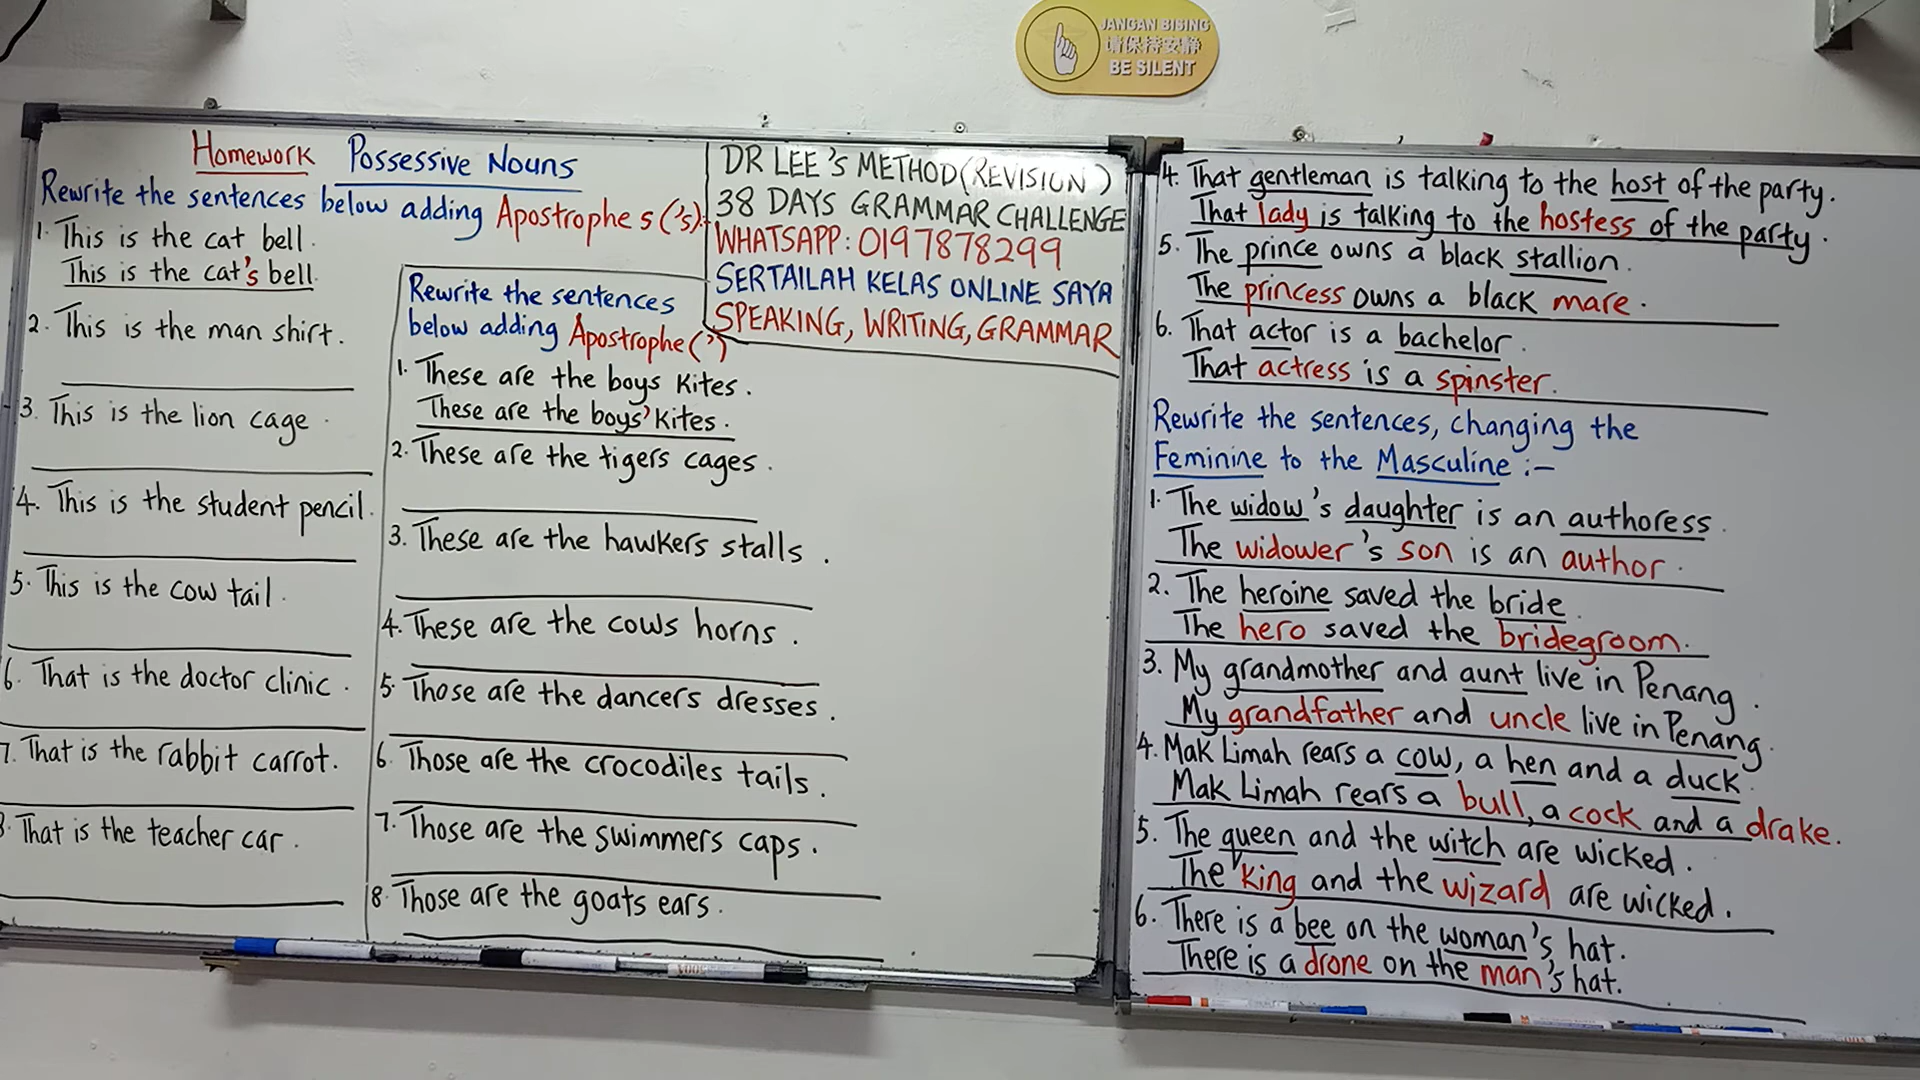 JANGAN BISING
请保持安静
BE SILENT
Homework Possessive Nouns
Rewrite the sentences below adding Apostrophe s ('s):-
1. This is the cat bell.
This is the cat's bell.
2. This is the man shirt.
3. This is the lion cage.
4. This is the student pencil.
5. This is the cow tail.
6. That is the doctor clinic.
7. That is the rabbit carrot.
8. That is the teacher car.
Rewrite the sentences
below adding Apostrophe (')
1. These are the boys kites.
These are the boys' kites.
2. These are the tigers cages.
3. These are the hawkers stalls.
4. These are the cows horns.
5. Those are the dancers dresses.
6. Those are the crocodiles tails.
7. Those are the swimmers caps.
8. Those are the goats ears.
DR LEE'S METHOD (REVISION)
38 DAYS GRAMMAR CHALLENGE
WHATSAPP: 0197878299
SERTAILAH KELAS ONLINE SAYA
SPEAKING, WRITING, GRAMMAR
4. That gentleman is talking to the host of the party.
That lady is talking to the hostess of the party.
5. The prince owns a black stallion.
The princess owns a black mare.
6. That actor is a bachelor.
That actress is a spinster.
Rewrite the sentences, changing the
Feminine to the Masculine :-
1. The widow's daughter is an authoress.
The widower's son is an author.
2. The heroine saved the bride.
The hero saved the bridegroom.
3. My grandmother and aunt live in Penang.
My grandfather and uncle live in Penang.
4. Mak Limah rears a cow, a hen and a duck.
Mak Limah rears a bull, a cock and a drake.
5. The queen and the witch are wicked.
The king and the wizard are wicked.
6. There is a bee on the woman's hat.
There is a drone on the man's hat.